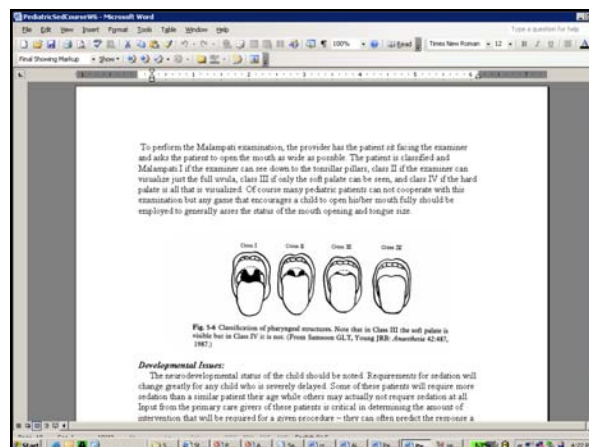 PediatricSedCourseW6 - Microsoft Word
File Edit View Insert Format Tools Table Window Help
Type a question for help
100%
Read
Times New Roman
12
B I U
Final Showing Markup
Show
To perform the Malampati examination, the provider has the patient sit facing the examiner
and asks the patient to open the mouth as wide as possible. The patient is classified and
Malampati I if the examiner can see down to the tonsillar pillars, class II if the examiner can
visualize just the full uvula, class III if only the soft palate can be seen, and class IV if the hard
palate is all that is visualized. Of course many pediatric patients can not cooperate with this
examination but any game that encourages a child to open his/her mouth fully should be
employed to generally asses the status of the mouth opening and tongue size.
Class I Class II Class III Class IV
Fig. 5-6 Classification of pharyngeal structures. Note that in Class III the soft palate is
visible but in Class IV it is not. (From Samsoon GLT, Young JRB: Anaesthesia 42:487,
1987.)
Developmental Issues:
The neurodevelopmental status of the child should be noted. Requirements for sedation will
change greatly for any child who is severely delayed. Some of these patients will require more
sedation than a similar patient their age while others may actually not require sedation at all.
Input from the primary care givers of these patients is critical in determining the amount of
intervention that will be required for a given procedure – they can often predict the response a
Start
4:22 PM